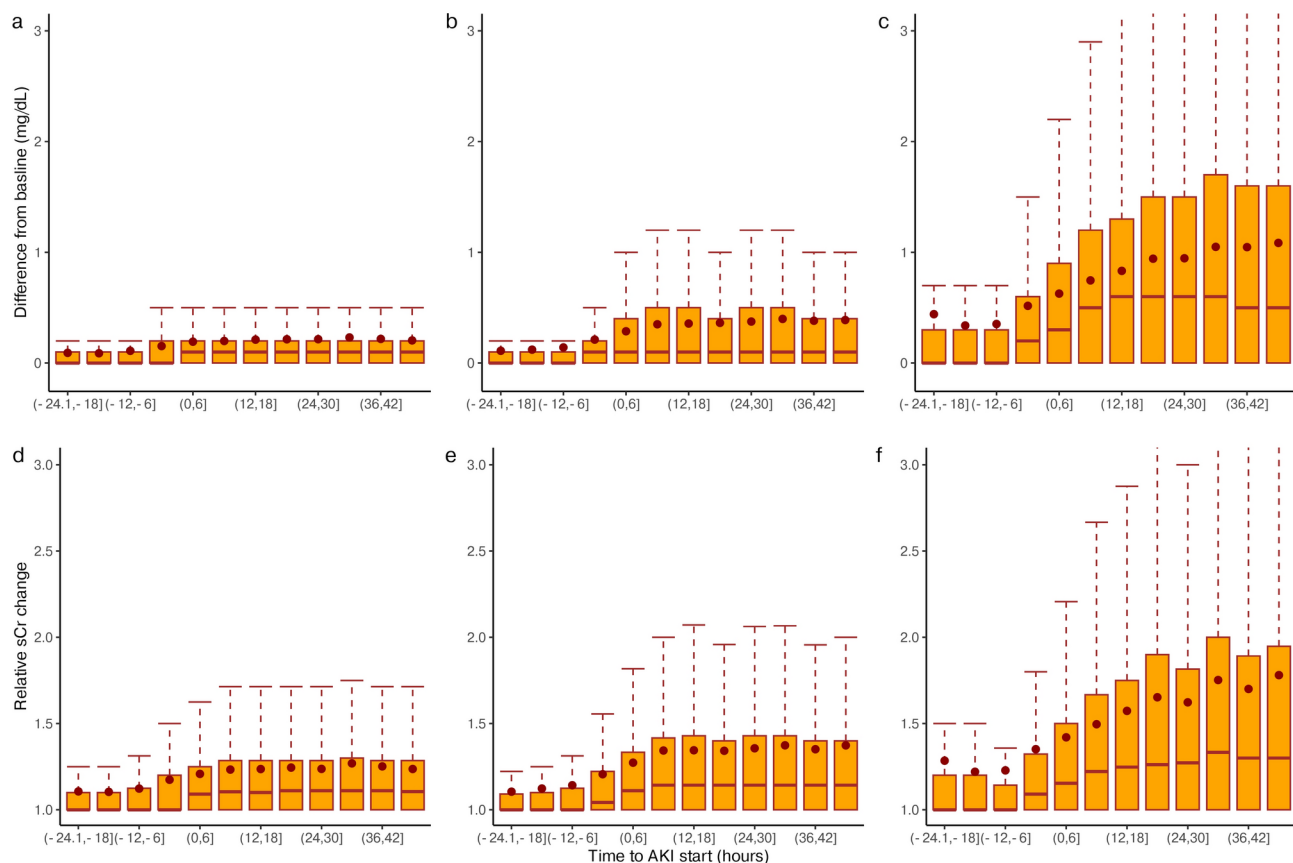 a b c
3 3 3
2 2 2
1 1 1
0 0 0
Difference from basline (mg/dL)
(-24.1,-18] (-12,-6] (0,6] (12,18] (24,30] (36,42] (-24.1,-18] (-12,-6] (0,6] (12,18] (24,30] (36,42] (-24.1,-18] (-12,-6] (0,6] (12,18] (24,30] (36,42]
d e f
3.0 3.0 3.0
2.5 2.5 2.5
2.0 2.0 2.0
1.5 1.5 1.5
1.0 1.0 1.0
Relative sCr change
(-24.1,-18] (-12,-6] (0,6] (12,18] (24,30] (36,42] (-24.1,-18] (-12,-6] (0,6] (12,18] (24,30] (36,42] (-24.1,-18] (-12,-6] (0,6] (12,18] (24,30] (36,42]
Time to AKI start (hours)